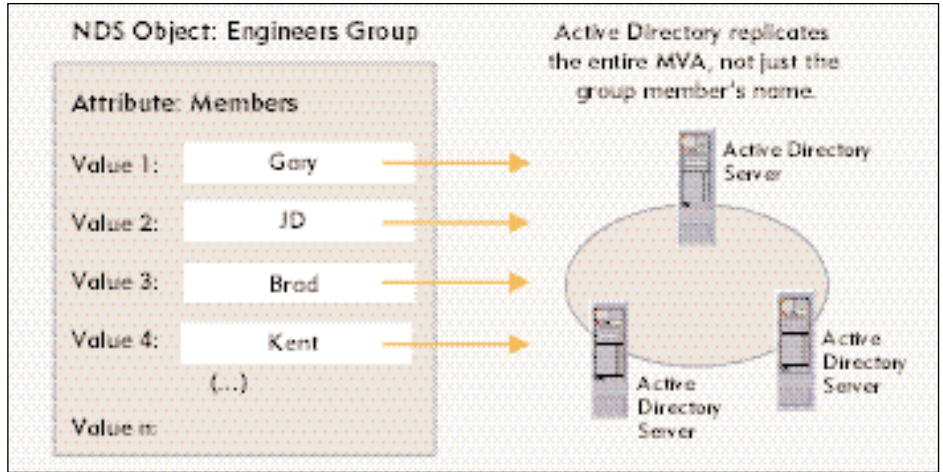 NDS Object: Engineers Group
Attribute: Members
Value 1: Gary
Value 2: JD
Value 3: Brad
Value 4: Kent
(...)
Value n:
Active Directory replicates
the entire MVA, not just the
group member's name.
Active Directory
Server
Active
Directory
Server
Active
Directory
Server